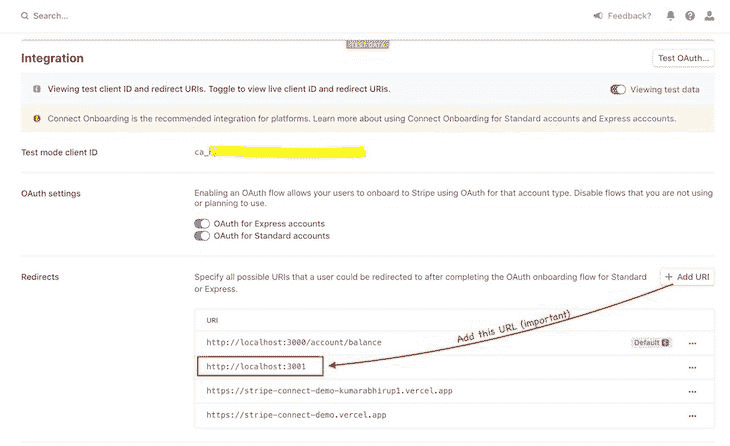 Search...
Feedback?
TEST DATA
Integration
Test OAuth...
Viewing test client ID and redirect URIs. Toggle to view live client ID and redirect URIs.
Viewing test data
Connect Onboarding is the recommended integration for platforms. Learn more about using Connect Onboarding for Standard accounts and Express acccounts.
Test mode client ID
ca_
OAuth settings
Enabling an OAuth flow allows your users to onboard to Stripe using OAuth for that account type. Disable flows that you are not using
or planning to use.
OAuth for Express accounts
OAuth for Standard accounts
Redirects
Specify all possible URIs that a user could be redirected to after completing the OAuth onboarding flow for Standard
or Express.
+ Add URI
URI
Add this URL (important)
http://localhost:3000/account/balance
Default
http://localhost:3001
https://stripe-connect-demo-kumarabhirup1.vercel.app
https://stripe-connect-demo.vercel.app